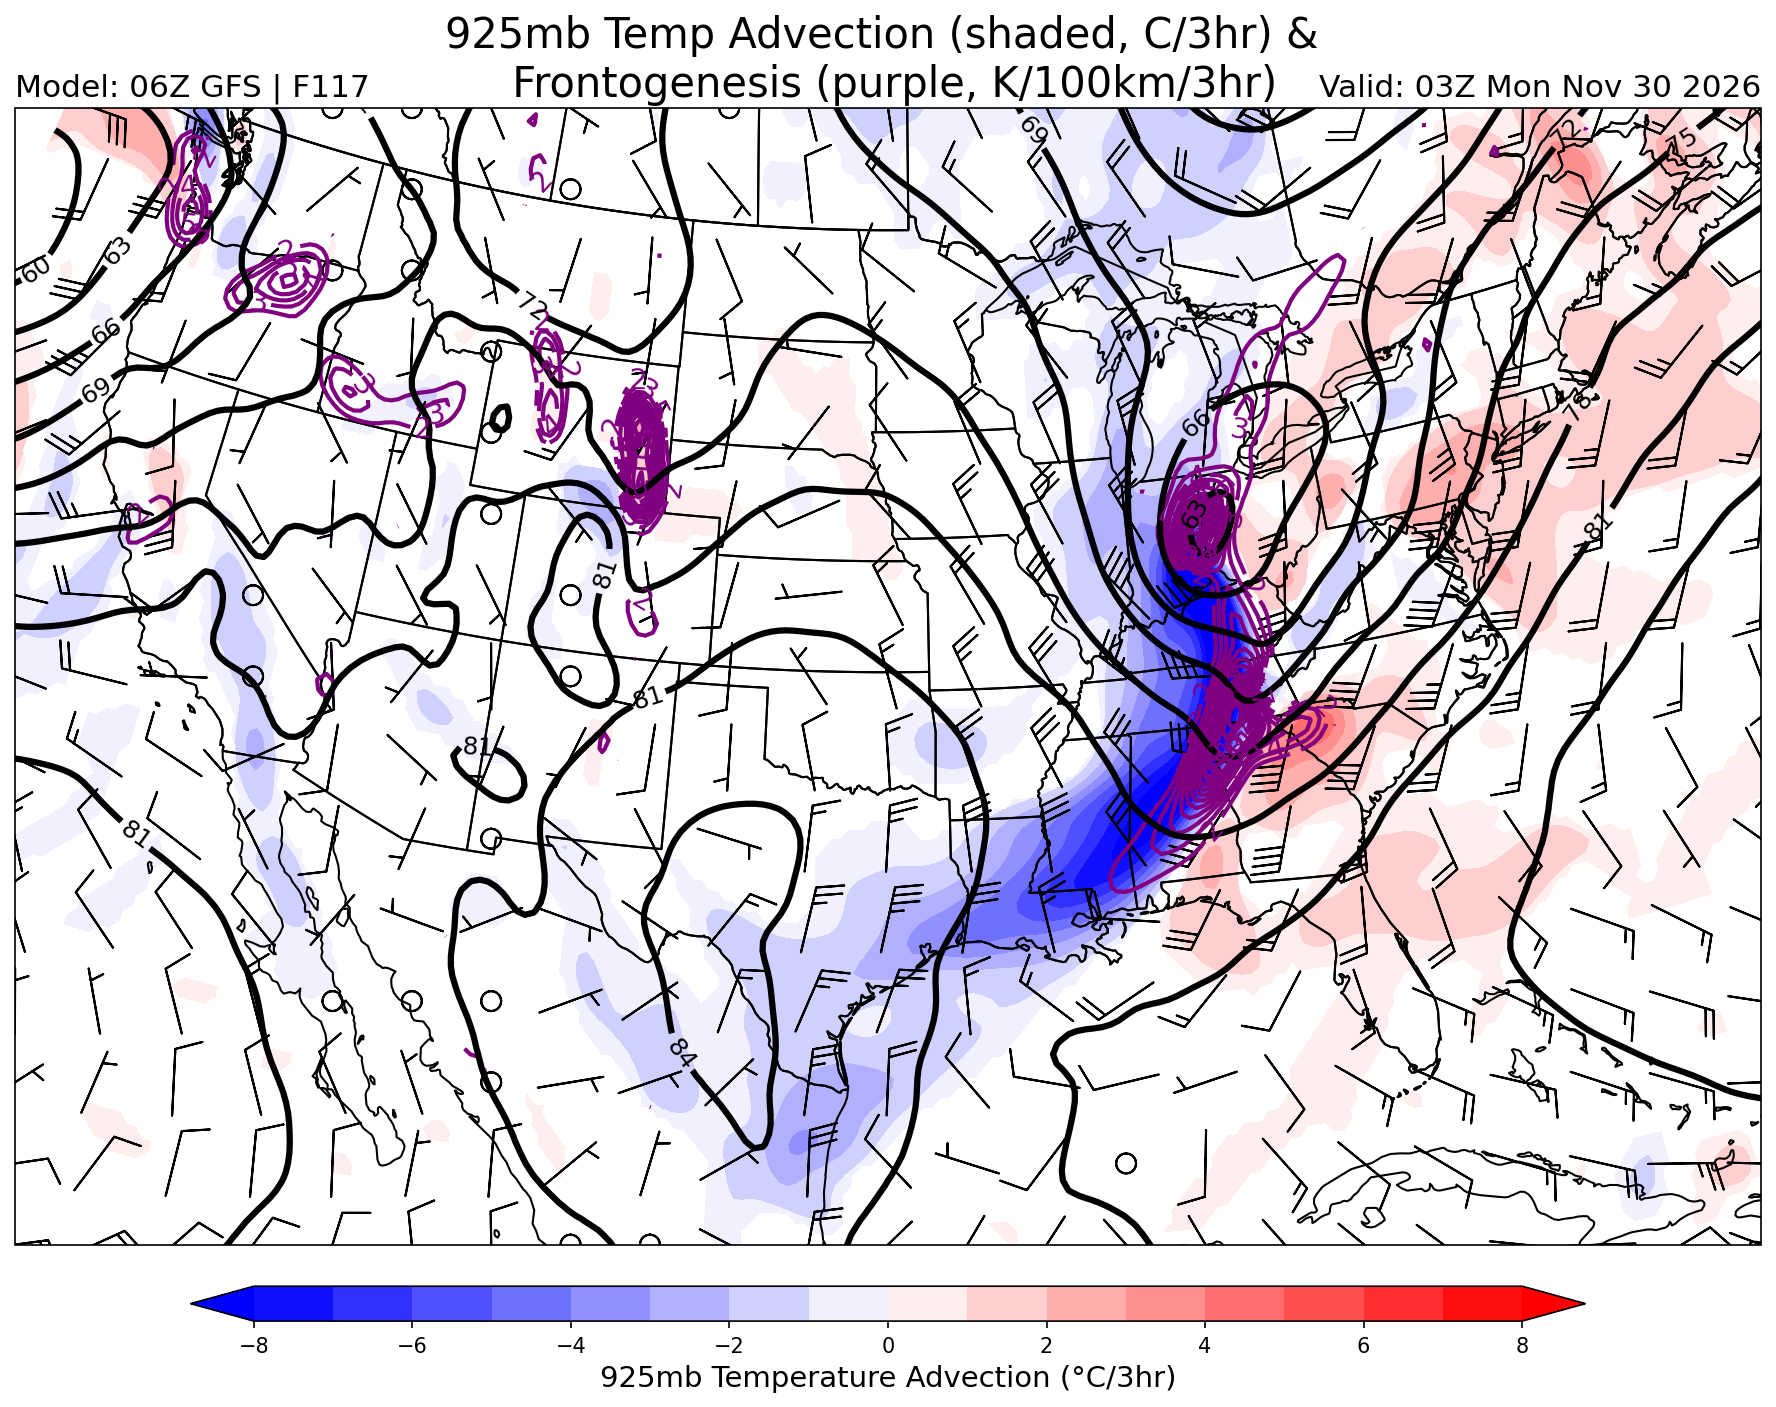 925mb Temp Advection (shaded, C/3hr) &
Frontogenesis (purple, K/100km/3hr)
Model: 06Z GFS | F117
Valid: 03Z Mon Nov 30 2026
69
75
60
63
66
69
72
66
63
78
81
81
81
81
81
84
−8 −6 −4 −2 0 2 4 6 8
925mb Temperature Advection (°C/3hr)